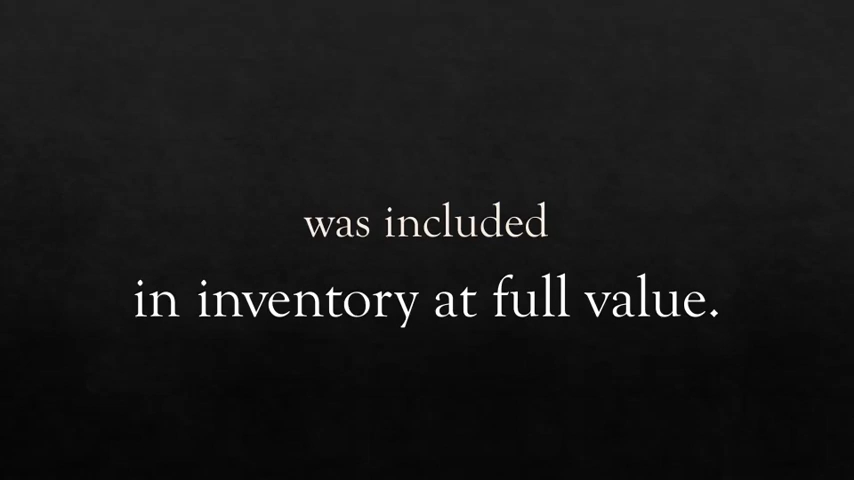 was included
in inventory at full value.